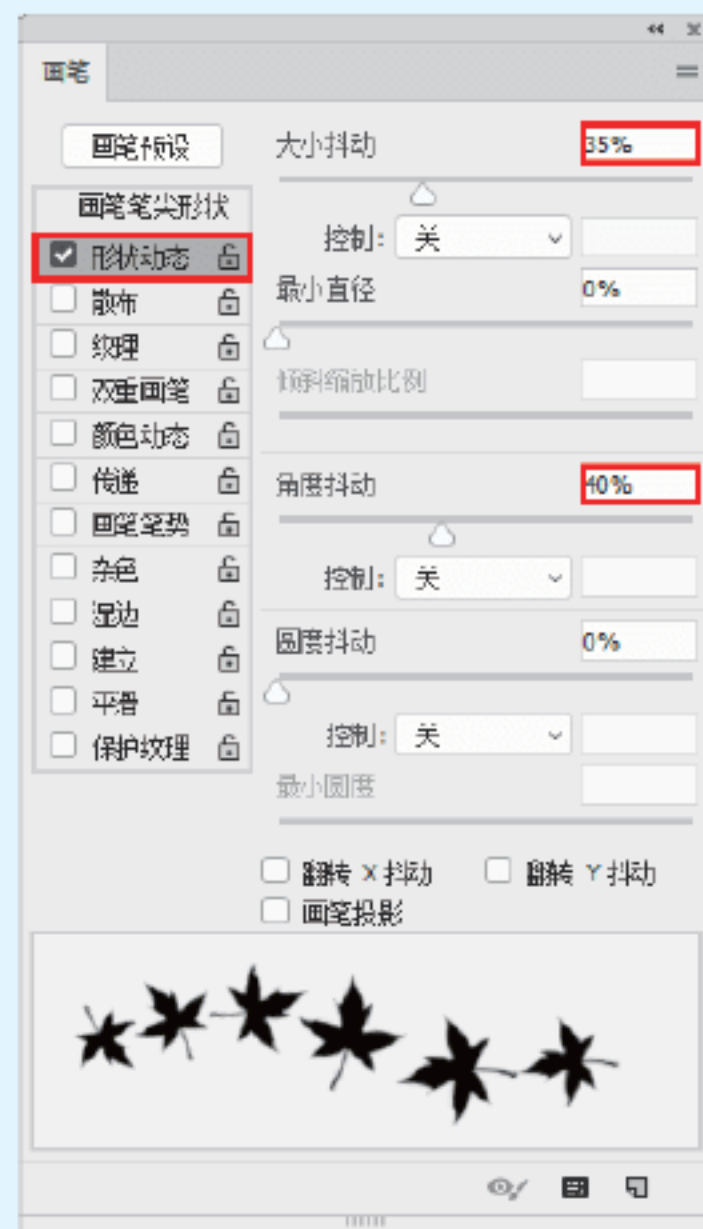 画笔
画笔预设
画笔笔尖形状
形状动态
散布
纹理
双重画笔
颜色动态
传递
画笔笔势
杂色
湿边
建立
平滑
保护纹理
大小抖动 35%
控制: 关
最小直径 0%
倾斜缩放比例
角度抖动 40%
控制: 关
圆度抖动 0%
控制: 关
最小圆度
翻转 X 抖动 翻转 Y 抖动
画笔投影